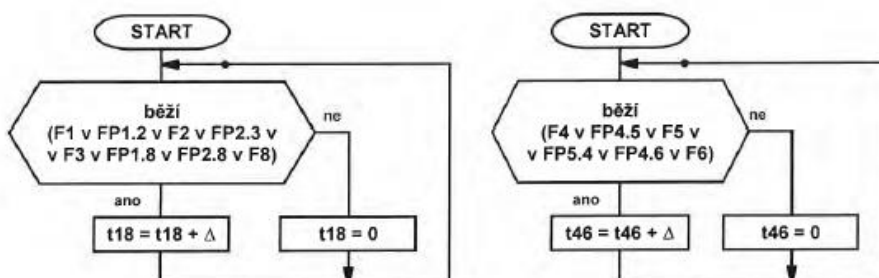 START
běží
(F1 v FP1.2 v F2 v FP2.3 v
v F3 v FP1.8 v FP2.8 v F8)
ne
ano
t18 = t18 + Δ
t18 = 0
START
běží
(F4 v FP4.5 v F5 v
v FP5.4 v FP4.6 v F6)
ne
ano
t46 = t46 + Δ
t46 = 0